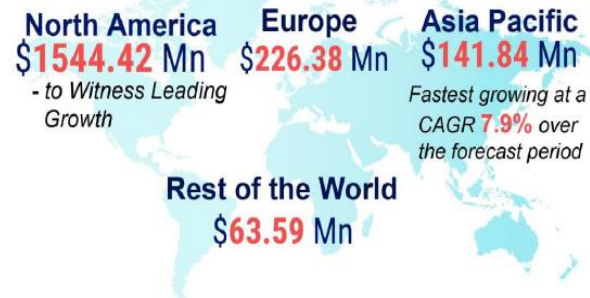 North America
$1544.42 Mn
- to Witness Leading
Growth
Europe
$226.38 Mn
Asia Pacific
$141.84 Mn
Fastest growing at a
CAGR 7.9% over
the forecast period
Rest of the World
$63.59 Mn